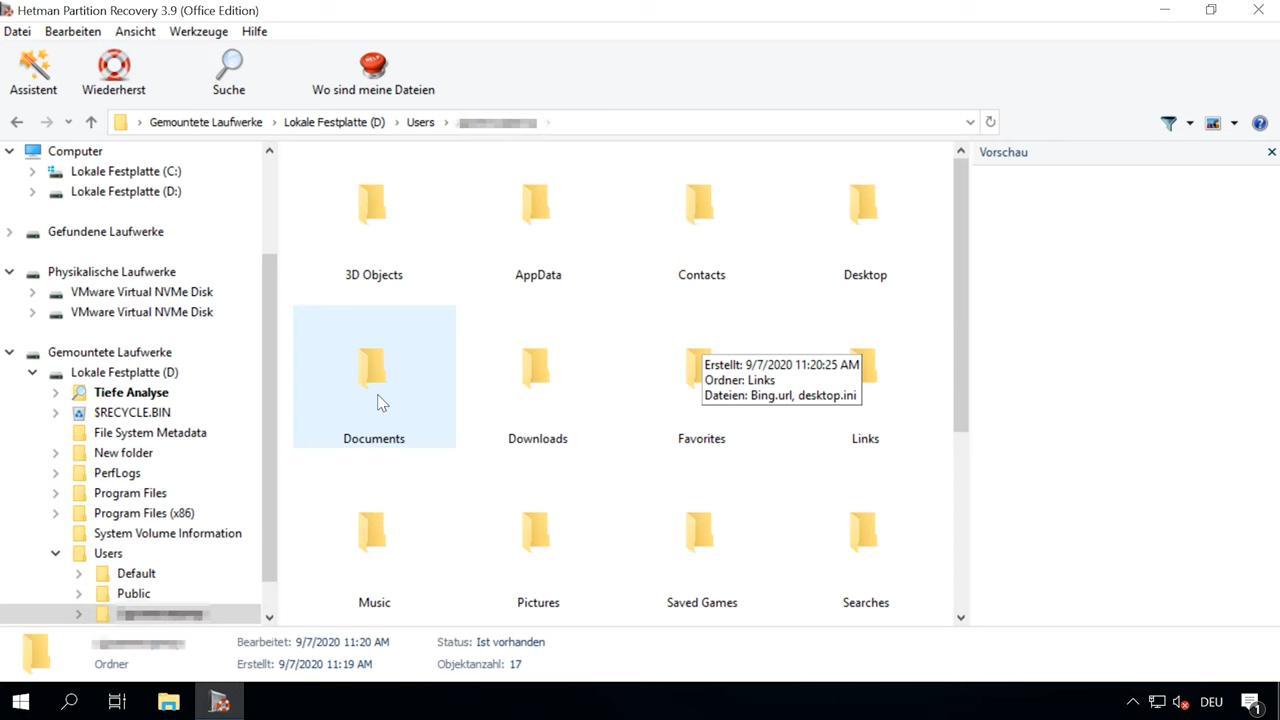 Hetman Partition Recovery 3.9 (Office Edition)
Datei Bearbeiten Ansicht Werkzeuge Hilfe
Assistent Wiederherst Suche Wo sind meine Dateien
Gemountete Laufwerke Lokale Festplatte (D) Users
Computer
Lokale Festplatte (C:)
Lokale Festplatte (D:)
Gefundene Laufwerke
Physikalische Laufwerke
VMware Virtual NVMe Disk
VMware Virtual NVMe Disk
Gemountete Laufwerke
Lokale Festplatte (D)
Tiefe Analyse
$RECYCLE.BIN
File System Metadata
New folder
PerfLogs
Program Files
Program Files (x86)
System Volume Information
Users
Default
Public
3D Objects AppData Contacts Desktop
Erstellt: 9/7/2020 11:20:25 AM
Ordner: Links
Dateien: Bing.url, desktop.ini
Documents Downloads Favorites Links
Music Pictures Saved Games Searches
Vorschau
Bearbeitet: 9/7/2020 11:20 AM Status: Ist vorhanden
Ordner Erstellt: 9/7/2020 11:19 AM Objektanzahl: 17
HELP
DEU
1